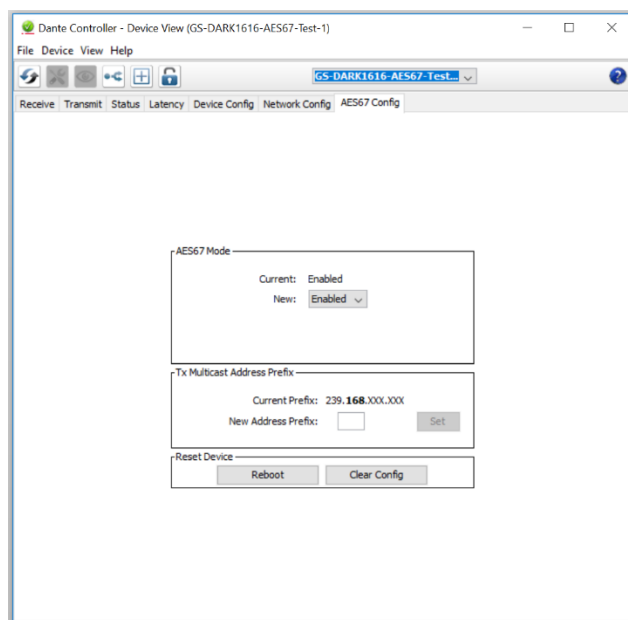 Dante Controller - Device View (GS-DARK1616-AES67-Test-1)
File Device View Help
GS-DARK1616-AES67-Test...
Receive Transmit Status Latency Device Config Network Config AES67 Config
AES67 Mode
Current: Enabled
New: Enabled
Tx Multicast Address Prefix
Current Prefix: 239.168.XXX.XXX
New Address Prefix: Set
Reset Device
Reboot Clear Config